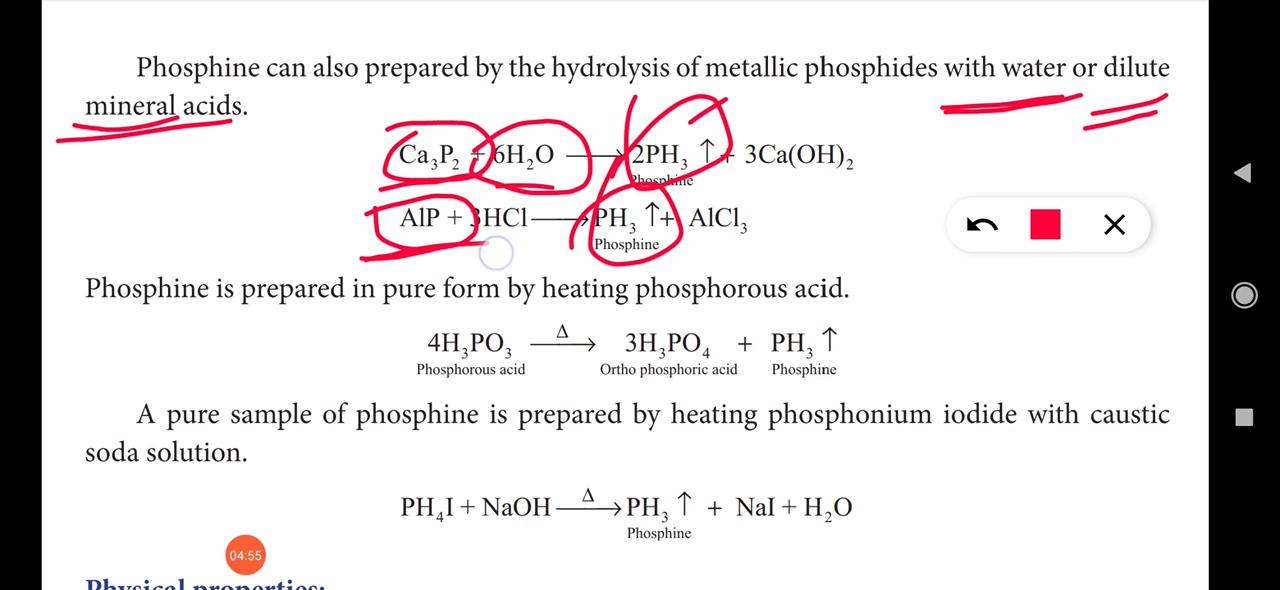 Phosphine can also prepared by the hydrolysis of metallic phosphides with water or dilute
mineral acids.
Ca₃P₂ + 6H₂O ⟶ 2PH₃ ↑ + 3Ca(OH)₂
Phosphine
AlP + 3HCl ⟶ PH₃ ↑ + AlCl₃
Phosphine
Phosphine is prepared in pure form by heating phosphorous acid.
4H₃PO₃ —Δ→ 3H₃PO₄ + PH₃ ↑
Phosphorous acid Ortho phosphoric acid Phosphine
A pure sample of phosphine is prepared by heating phosphonium iodide with caustic
soda solution.
PH₄I + NaOH —Δ→ PH₃ ↑ + NaI + H₂O
Phosphine
04:55
Physical properties: